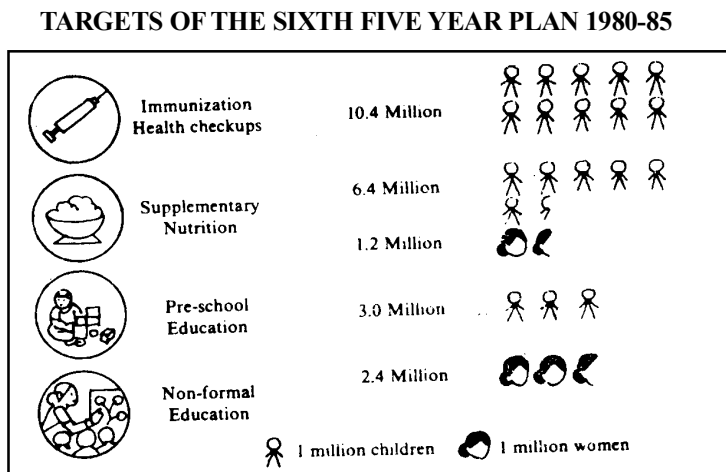 TARGETS OF THE SIXTH FIVE YEAR PLAN 1980-85
Immunization
Health checkups
10.4 Million
Supplementary
Nutrition
6.4 Million
1.2 Million
Pre-school
Education
3.0 Million
Non-formal
Education
2.4 Million
1 million children
1 million women